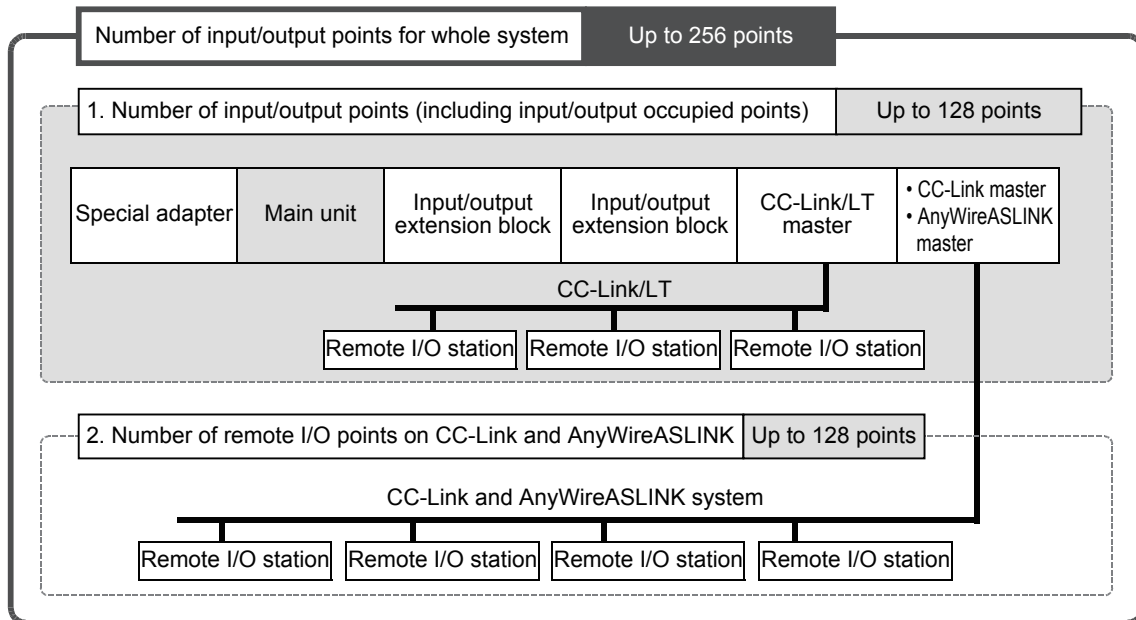 Number of input/output points for whole system Up to 256 points
1. Number of input/output points (including input/output occupied points) Up to 128 points
Special adapter
Main unit
Input/output
extension block
Input/output
extension block
CC-Link/LT
master
• CC-Link master
• AnyWireASLINK
master
CC-Link/LT
Remote I/O station Remote I/O station Remote I/O station
2. Number of remote I/O points on CC-Link and AnyWireASLINK Up to 128 points
CC-Link and AnyWireASLINK system
Remote I/O station Remote I/O station Remote I/O station Remote I/O station